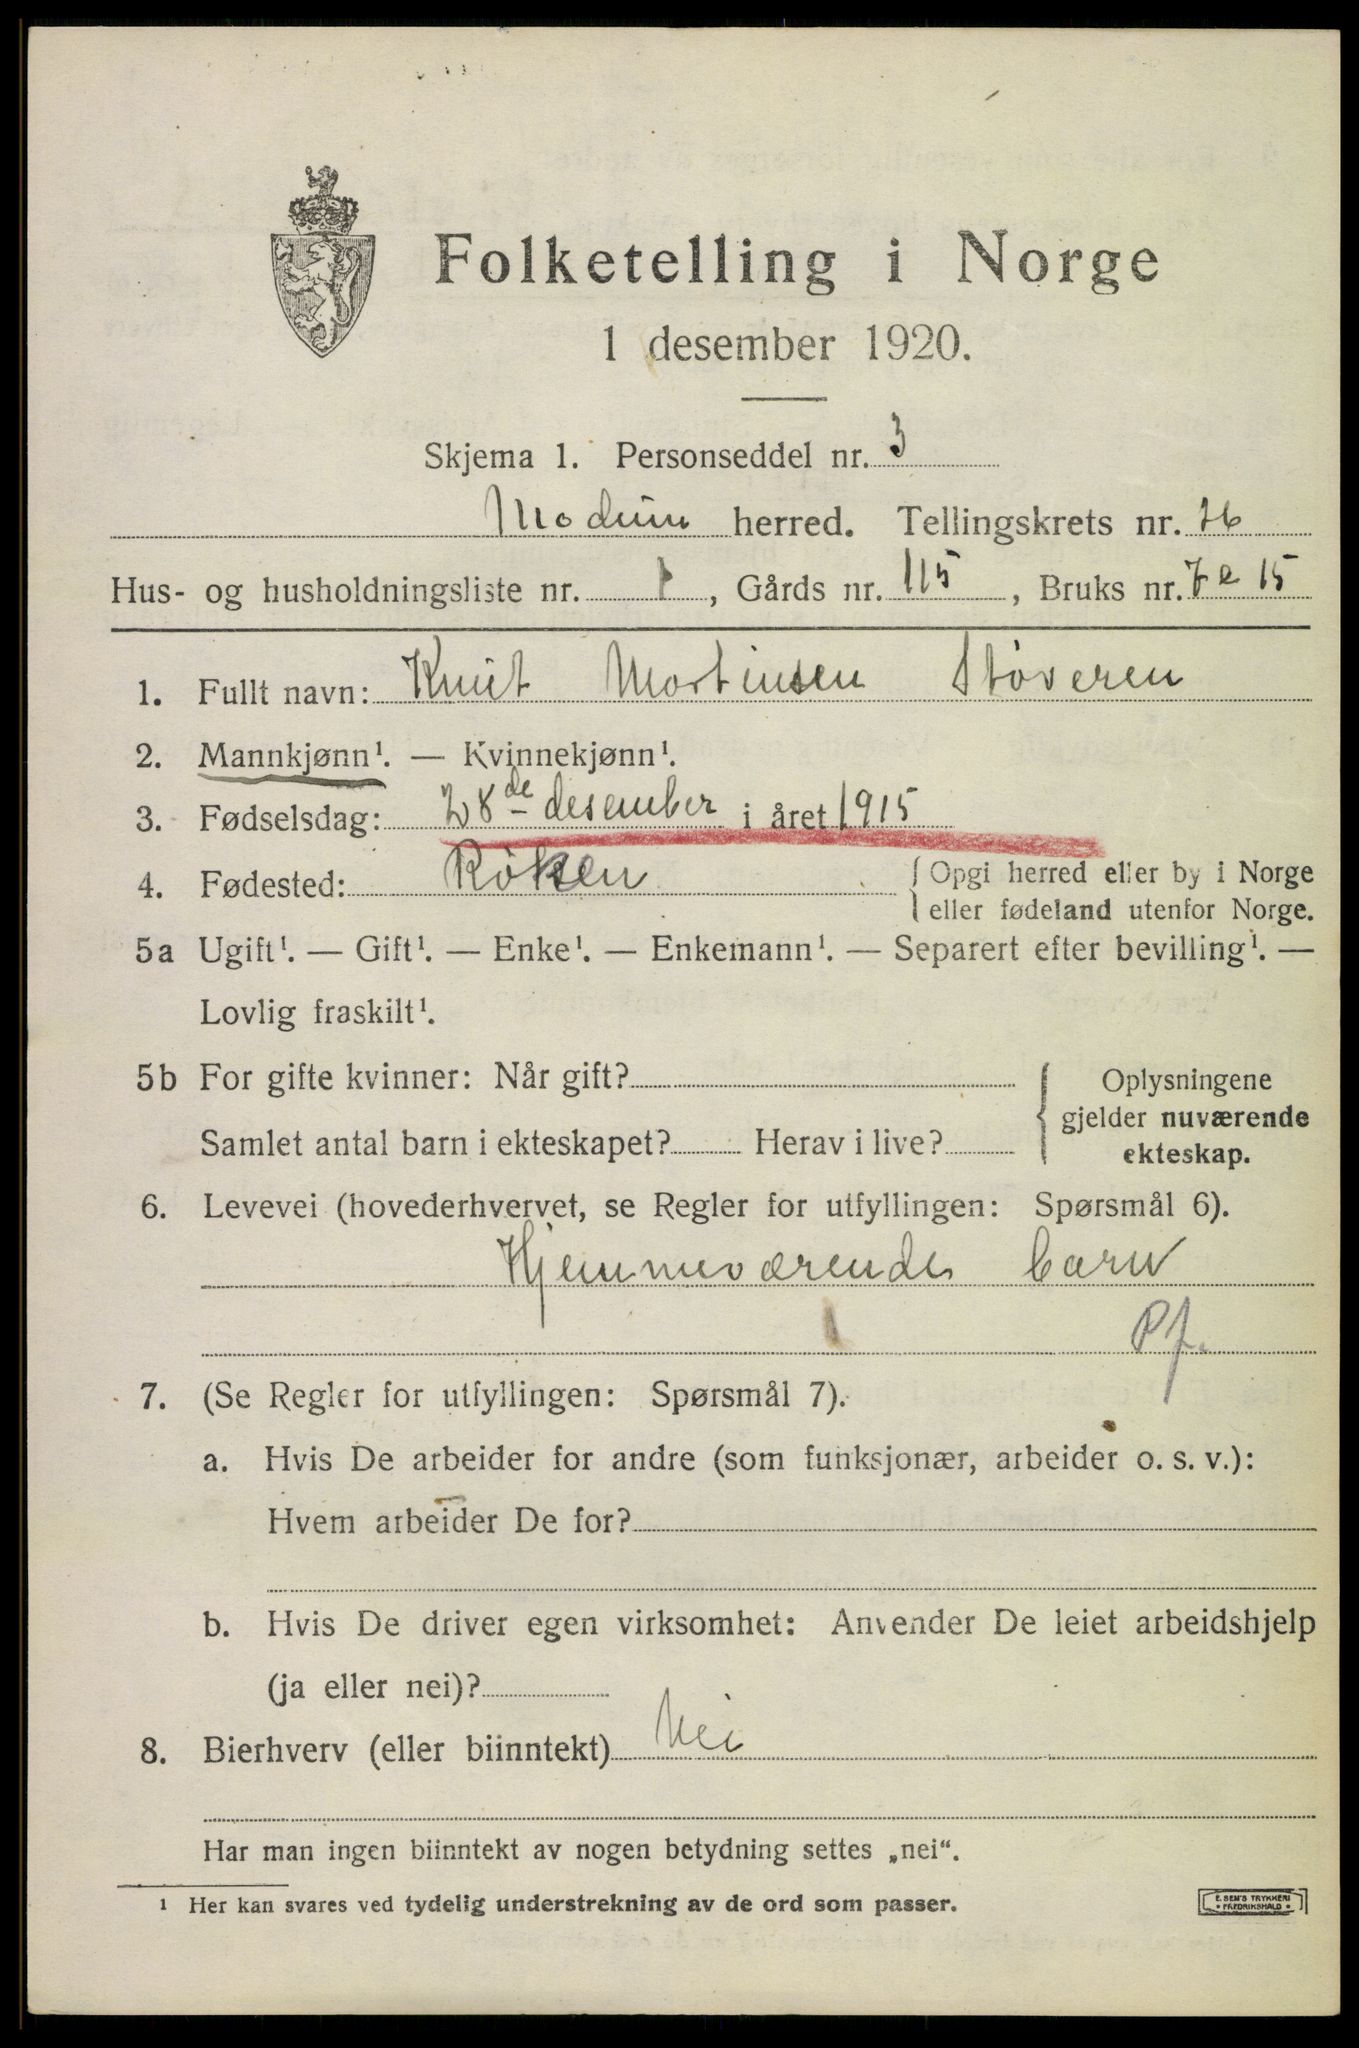 Folketelling i Norge
1 desember 1920.
Skjema 1. Personseddel nr. 3
Modum herred. Tellingskrets nr. 16
Hus- og husholdningsliste nr. 1, Gårds nr. 115, Bruks nr. 7 e 15
1. Fullt navn: Knut Martinsen Støveren
2. Mannkjønn¹. — Kvinnekjønn¹.
3. Fødselsdag: 28de desember i året 1915
4. Fødested: Røken { Opgi herred eller by i Norge
eller fødeland utenfor Norge.
5a Ugift¹. — Gift¹. — Enke¹. — Enkemann¹. — Separert efter bevilling¹. —
Lovlig fraskilt¹.
5b For gifte kvinner: Når gift? { Oplysningene
gjelder nuværende
Samlet antal barn i ekteskapet? Herav i live? ekteskap.
6. Levevei (hovederhvervet, se Regler for utfyllingen: Spørsmål 6).
Hjemmeværende barn
Pf.
7. (Se Regler for utfyllingen: Spørsmål 7).
a. Hvis De arbeider for andre (som funksjonær, arbeider o. s. v.):
Hvem arbeider De for?
b. Hvis De driver egen virksomhet: Anvender De leiet arbeidshjelp
(ja eller nei)?
8. Bierhverv (eller biinntekt) Nei
Har man ingen biinntekt av nogen betydning settes „nei“.
¹ Her kan svares ved tydelig understrekning av de ord som passer.
E. SEM'S TRYKKERI
• FREDRIKSHALD •